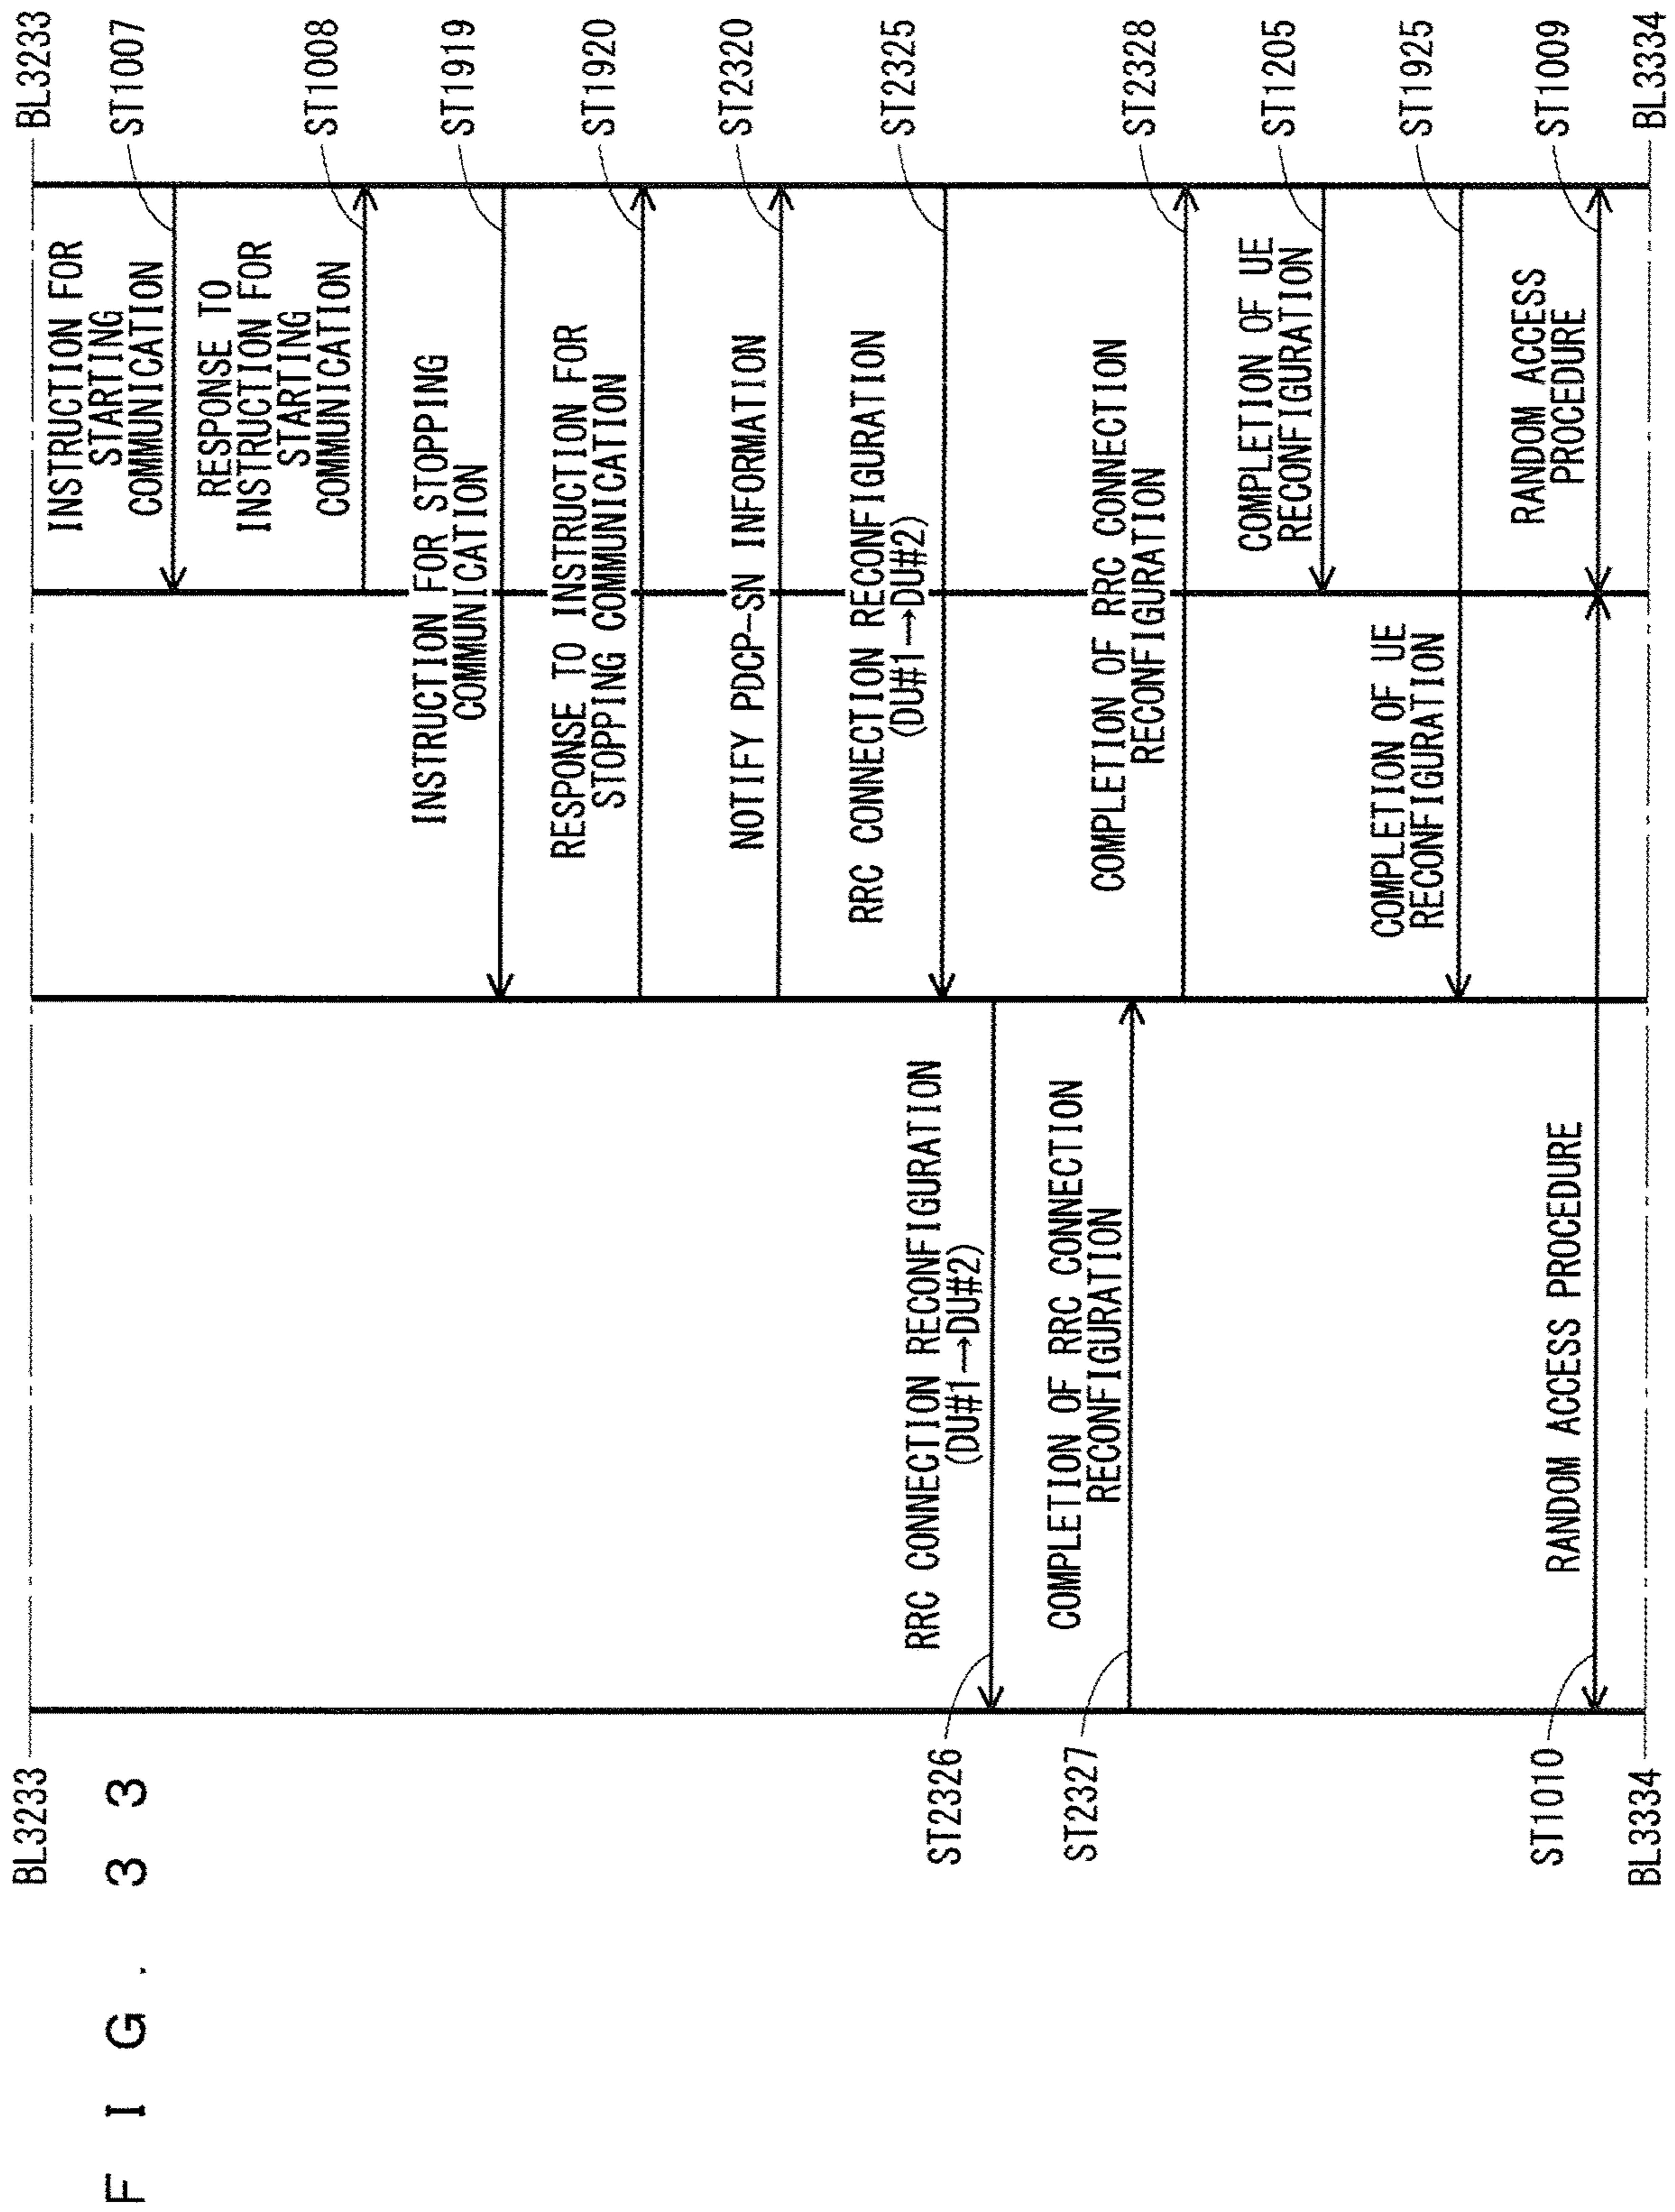 FIG. 33
BL3233
BL3233
INSTRUCTION FOR
STARTING
COMMUNICATION
ST1007
RESPONSE TO
INSTRUCTION FOR
STARTING
COMMUNICATION
ST1008
INSTRUCTION FOR STOPPING
COMMUNICATION
ST1919
RESPONSE TO INSTRUCTION FOR
STOPPING COMMUNICATION
ST1920
NOTIFY PDCP-SN INFORMATION
ST2320
RRC CONNECTION RECONFIGURATION
(DU#1→DU#2)
ST2325
ST2326
RRC CONNECTION RECONFIGURATION
(DU#1→DU#2)
ST2327
COMPLETION OF RRC CONNECTION
RECONFIGURATION
COMPLETION OF RRC CONNECTION
RECONFIGURATION
ST2328
COMPLETION OF UE
RECONFIGURATION
ST1205
COMPLETION OF UE
RECONFIGURATION
ST1925
RANDOM ACCESS
PROCEDURE
ST1009
ST1010
RANDOM ACCESS PROCEDURE
BL3334
BL3334